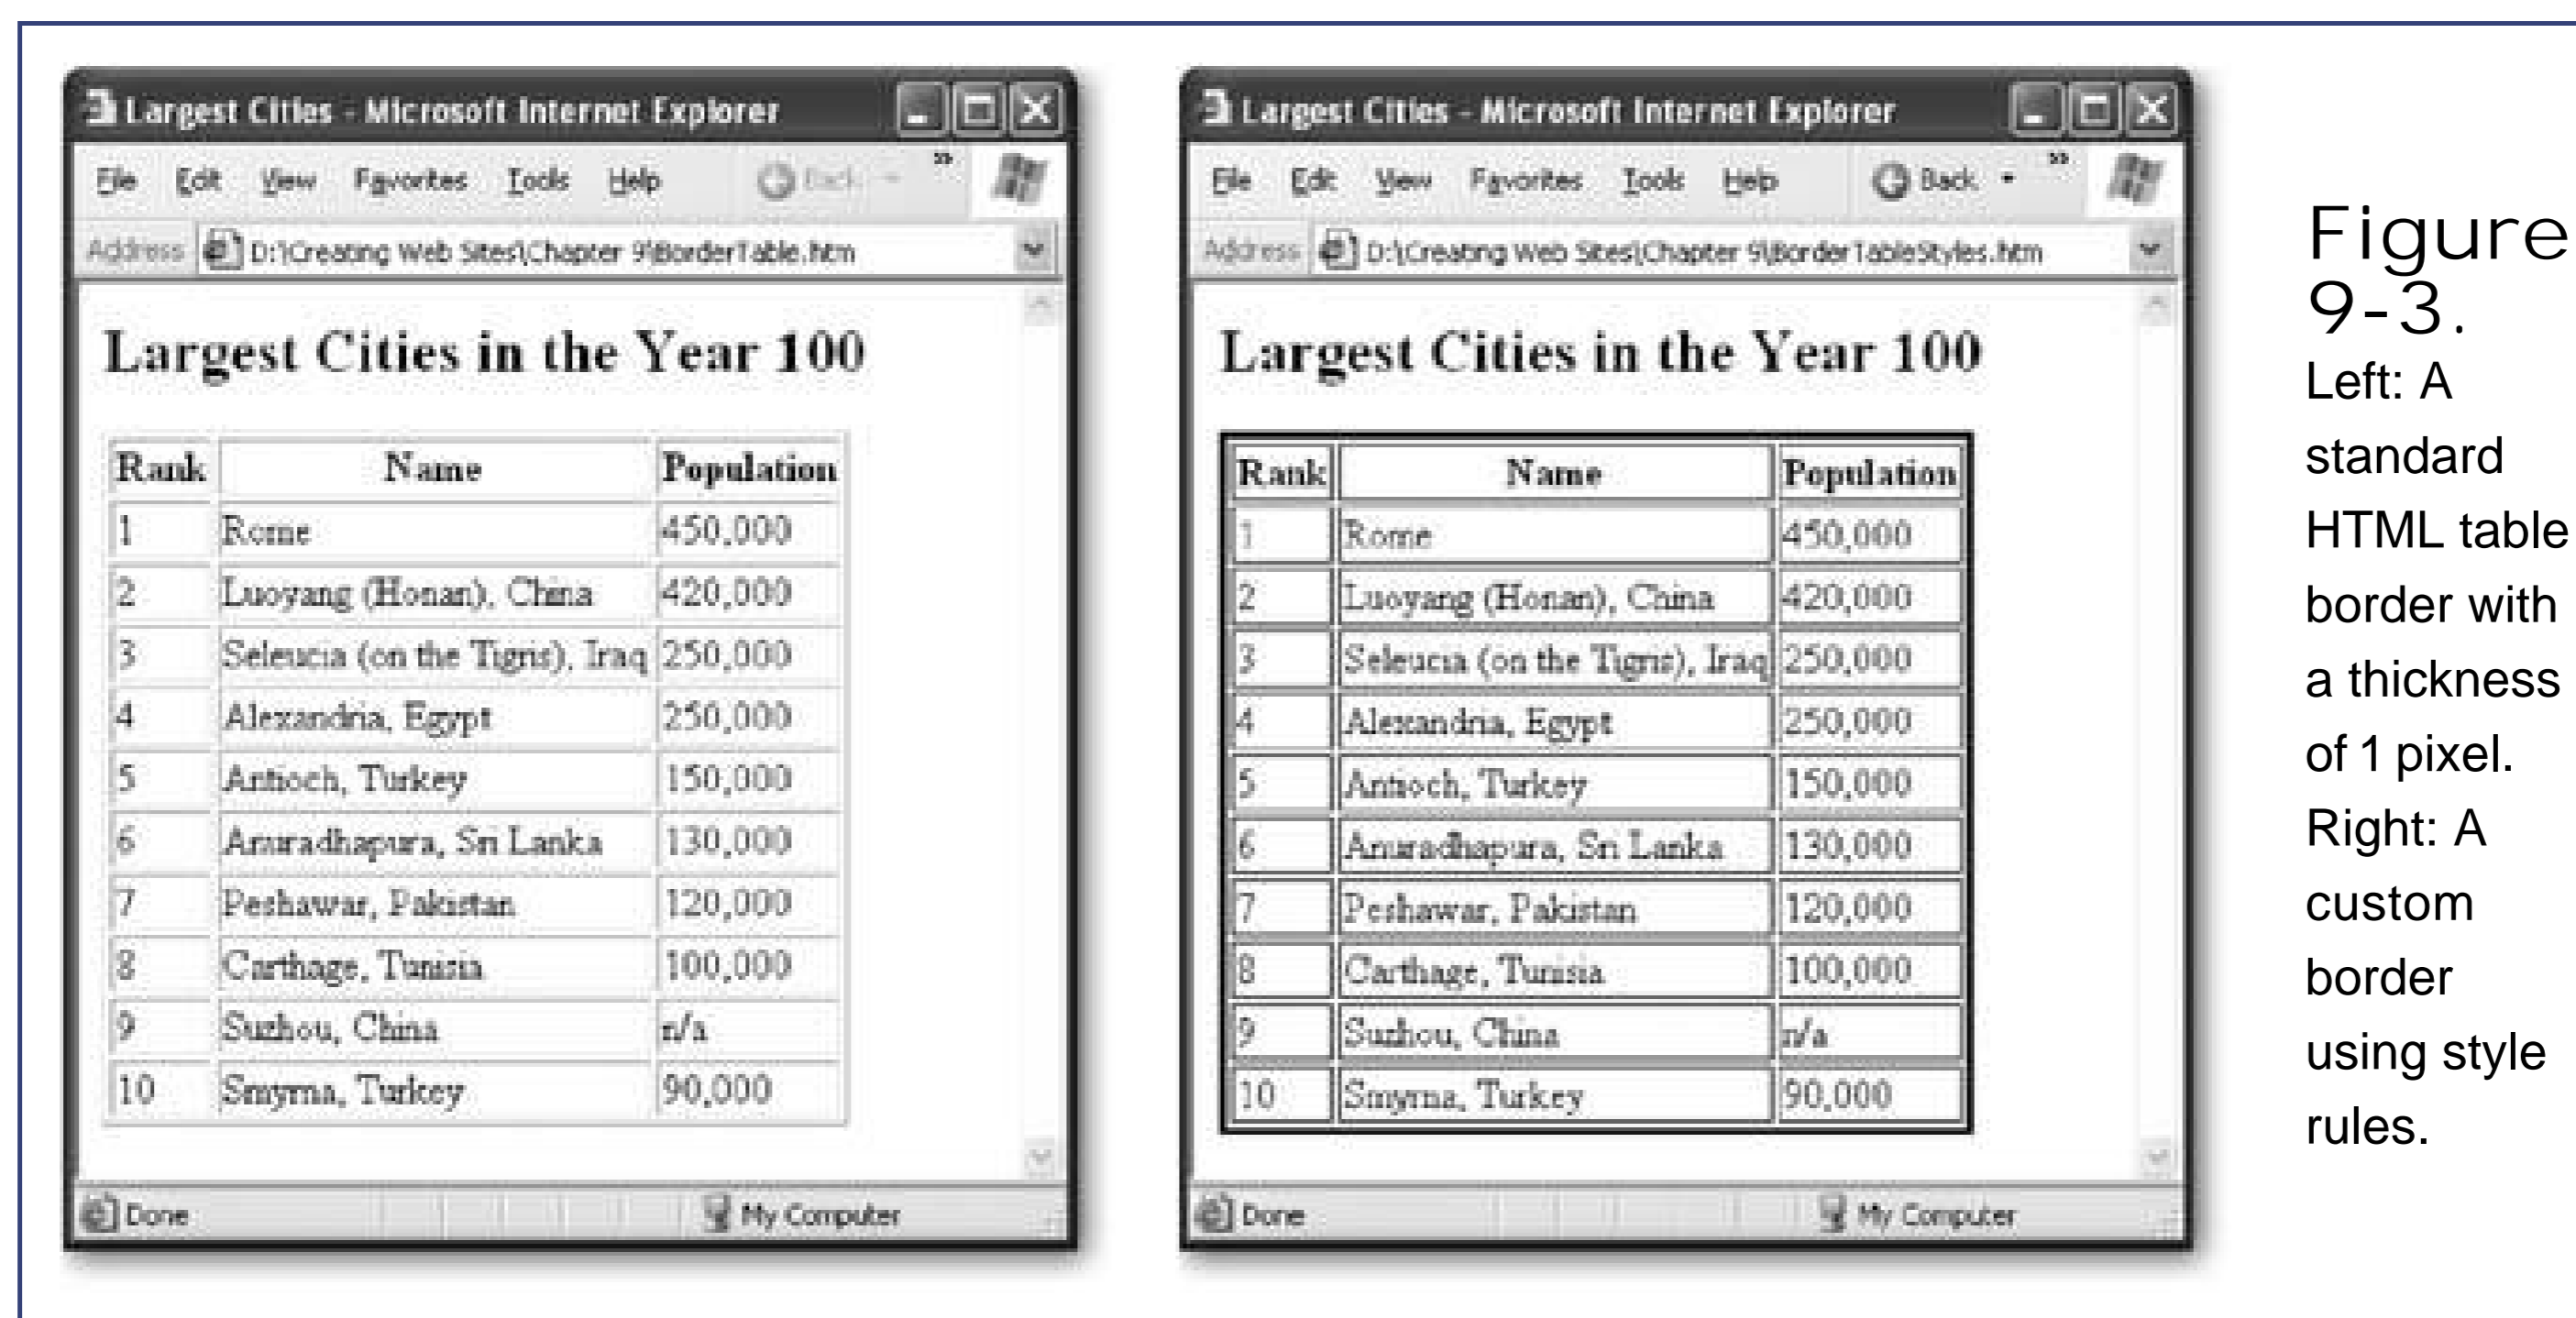 Largest Cities - Microsoft Internet Explorer
File Edit View Favorites Tools Help Back »
Address D:\Creating Web Sites\Chapter 9\BorderTable.htm
Largest Cities in the Year 100
Rank Name Population
1 Rome 450,000
2 Luoyang (Honan), China 420,000
3 Seleucia (on the Tigris), Iraq 250,000
4 Alexandria, Egypt 250,000
5 Antioch, Turkey 150,000
6 Anuradhapura, Sri Lanka 130,000
7 Peshawar, Pakistan 120,000
8 Carthage, Tunisia 100,000
9 Suzhou, China n/a
10 Smyrna, Turkey 90,000
Done My Computer
Largest Cities - Microsoft Internet Explorer
File Edit View Favorites Tools Help Back »
Address D:\Creating Web Sites\Chapter 9\BorderTableStyles.htm
Largest Cities in the Year 100
Rank Name Population
1 Rome 450,000
2 Luoyang (Honan), China 420,000
3 Seleucia (on the Tigris), Iraq 250,000
4 Alexandria, Egypt 250,000
5 Antioch, Turkey 150,000
6 Anuradhapura, Sri Lanka 130,000
7 Peshawar, Pakistan 120,000
8 Carthage, Tunisia 100,000
9 Suzhou, China n/a
10 Smyrna, Turkey 90,000
Done My Computer
Figure
9-3.
Left: A
standard
HTML table
border with
a thickness
of 1 pixel.
Right: A
custom
border
using style
rules.